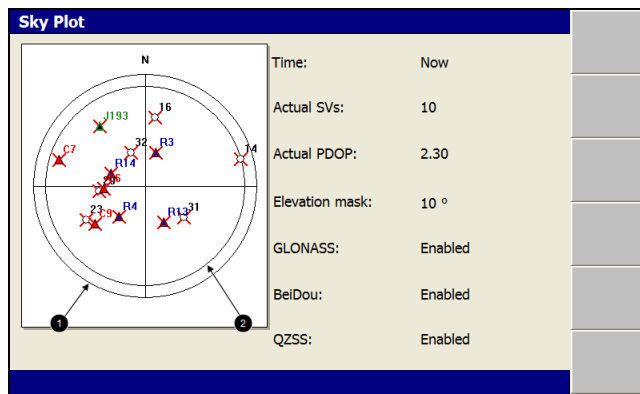 Sky Plot
N
16
J193
32
R3
C7
14
R14
C6
23
C9
R4
R13
31
1
2
Time: Now
Actual SVs: 10
Actual PDOP: 2.30
Elevation mask: 10 º
GLONASS: Enabled
BeiDou: Enabled
QZSS: Enabled